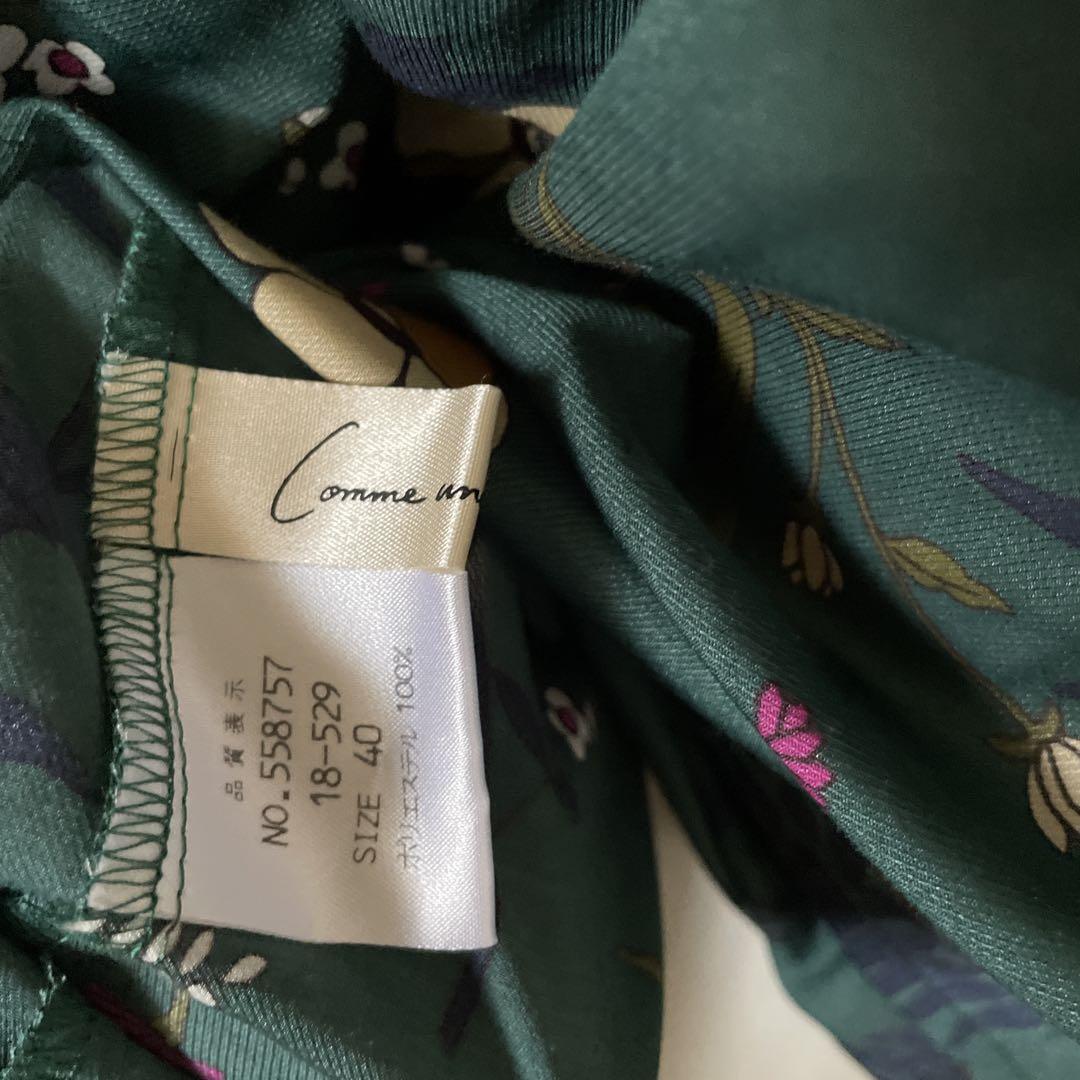 Comme un
品質表示
NO.558757
18-529
SIZE 40
ポリエステル 100%